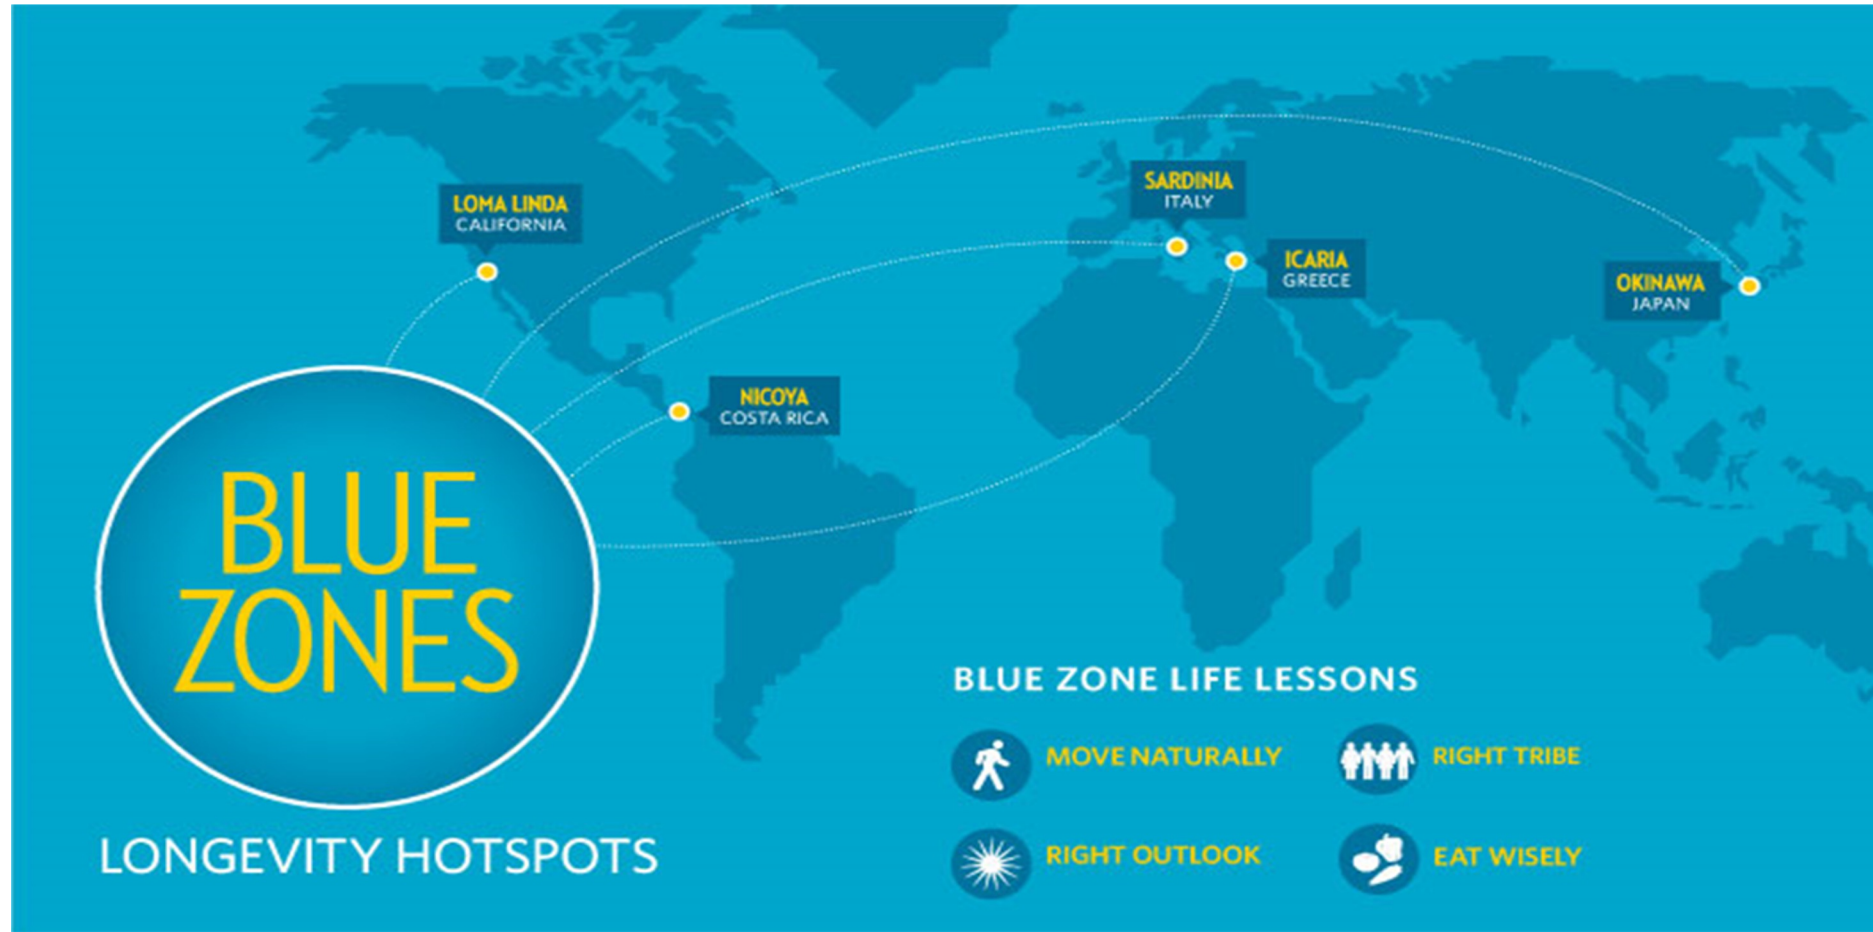 LOMA LINDA
CALIFORNIA
SARDINIA
ITALY
ICARIA
GREECE
OKINAWA
JAPAN
NICOYA
COSTA RICA
BLUE
ZONES
LONGEVITY HOTSPOTS
BLUE ZONE LIFE LESSONS
MOVE NATURALLY
RIGHT TRIBE
RIGHT OUTLOOK
EAT WISELY